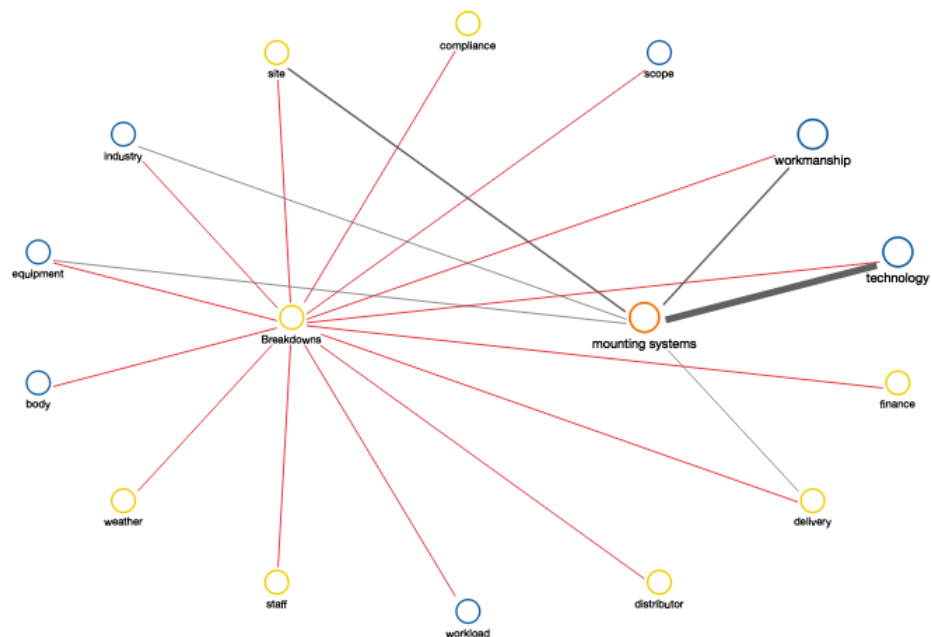 compliance
site
scope
industry
workmanship
equipment
technology
Breakdowns
mounting systems
body
finance
weather
delivery
staff
distributor
workload